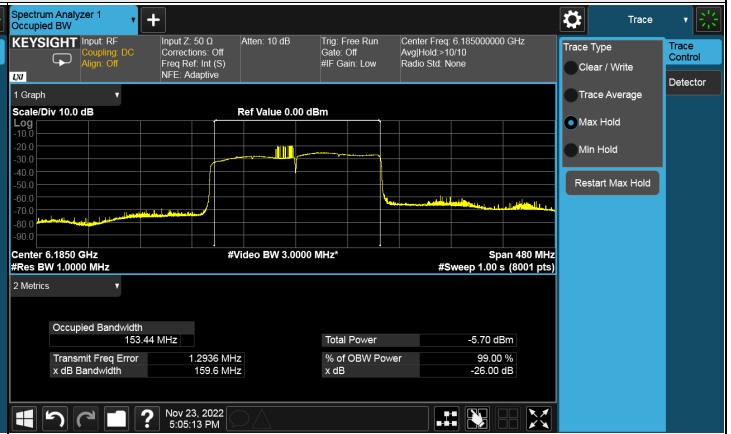 Spectrum Analyzer 1
Occupied BW
+
Trace
KEYSIGHT
Input: RF
Coupling: DC
Align: Off
Input Z: 50 Ω
Corrections: Off
Freq Ref: Int (S)
NFE: Adaptive
Atten: 10 dB
Trig: Free Run
Gate: Off
#IF Gain: Low
Center Freq: 6.185000000 GHz
Avg|Hold:>10/10
Radio Std: None
LXI
Trace Type
Clear / Write
Trace Average
Max Hold
Min Hold
Restart Max Hold
Trace
Control
Detector
1 Graph
Scale/Div 10.0 dB
Ref Value 0.00 dBm
Log
-10.0
-20.0
-30.0
-40.0
-50.0
-60.0
-70.0
-80.0
-90.0
Center 6.1850 GHz
#Video BW 3.0000 MHz*
Span 480 MHz
#Res BW 1.0000 MHz
#Sweep 1.00 s (8001 pts)
2 Metrics
Occupied Bandwidth
153.44 MHz
Total Power -5.70 dBm
Transmit Freq Error 1.2936 MHz
% of OBW Power 99.00 %
x dB Bandwidth 159.6 MHz
x dB -26.00 dB
?
Nov 23, 2022
5:05:13 PM